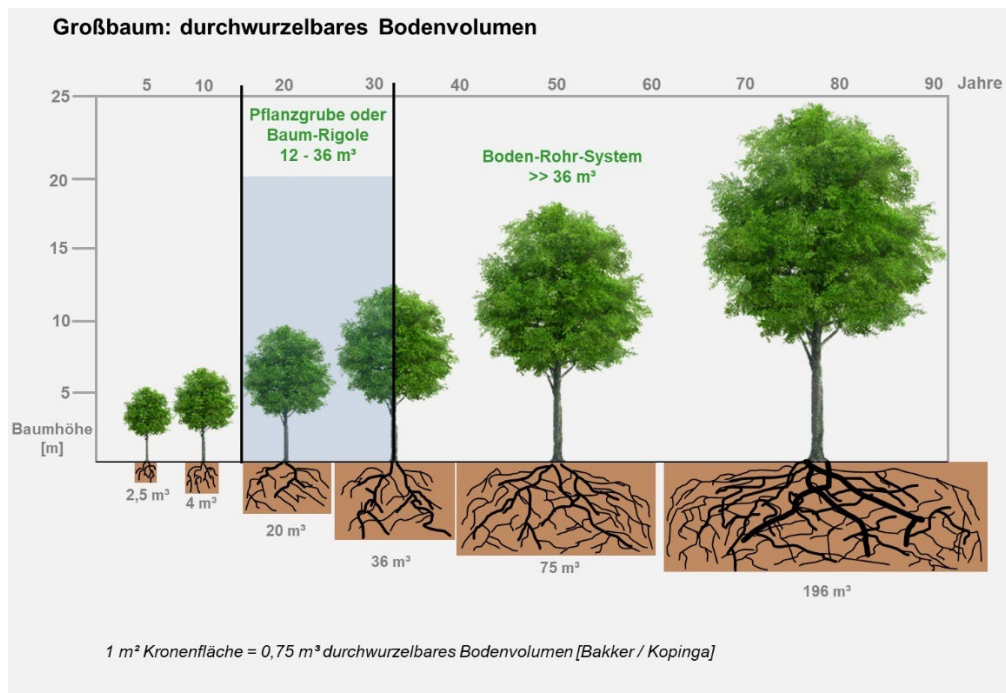 Großbaum: durchwurzelbares Bodenvolumen
5 10 20 30 40 50 60 70 80 90 Jahre
25
Pflanzgrube oder
Baum-Rigole
12 - 36 m³
Boden-Rohr-System
>> 36 m³
20
15
10
5
Baumhöhe
[m]
2,5 m³
4 m³
20 m³
36 m³
75 m³
196 m³
1 m² Kronenfläche = 0,75 m³ durchwurzelbares Bodenvolumen [Bakker / Kopinga]